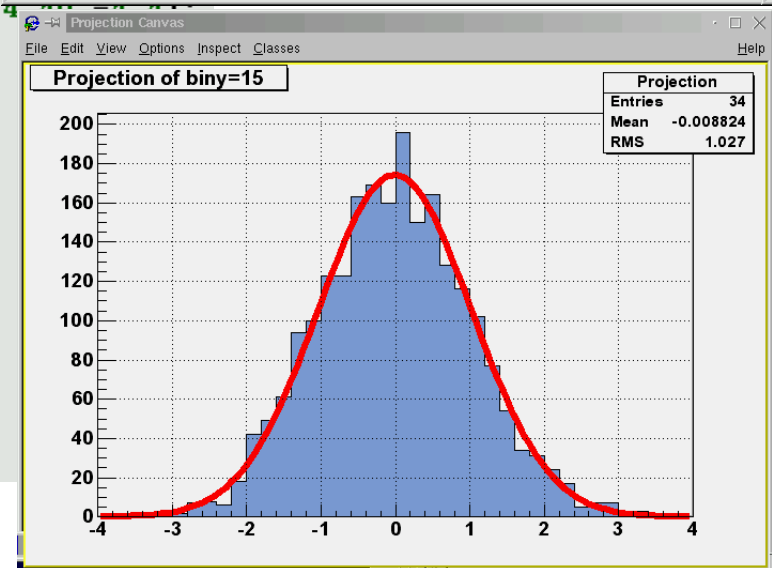 Projection Canvas
File Edit View Options Inspect Classes Help
Projection of biny=15
Projection
Entries 34
Mean -0.008824
RMS 1.027
200
180
160
140
120
100
80
60
40
20
0
-4 -3 -2 -1 0 1 2 3 4